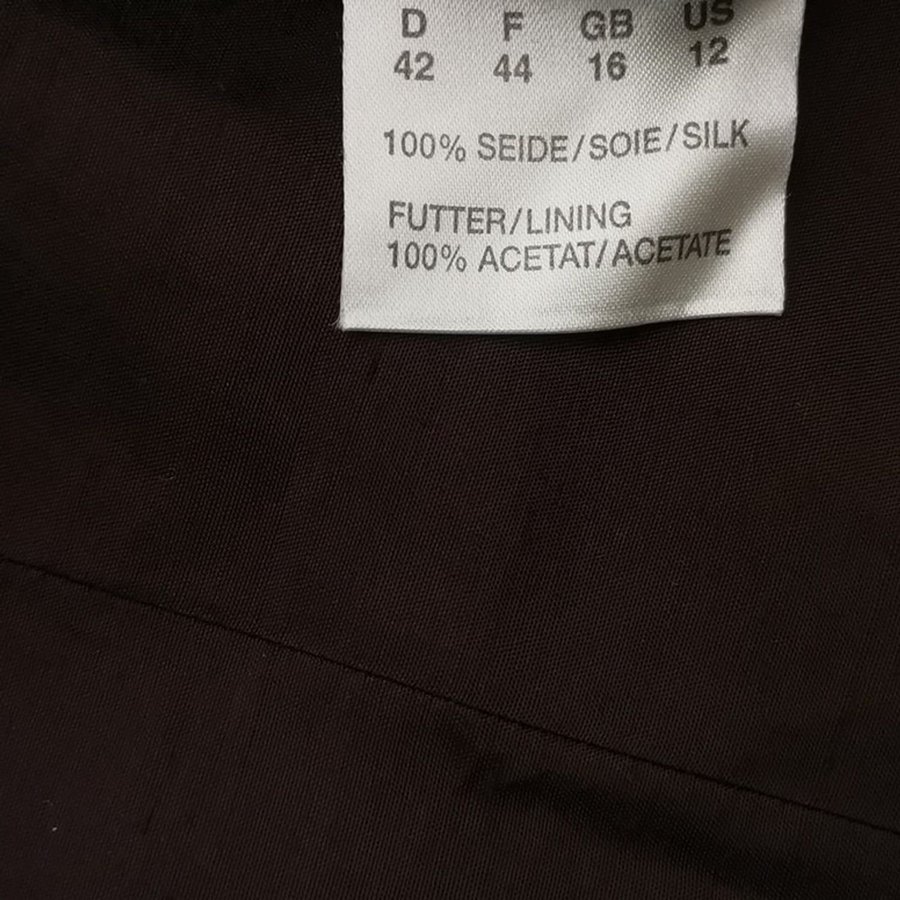 D F GB US
42 44 16 12
100% SEIDE/SOIE/SILK
FUTTER/LINING
100% ACETAT/ACETATE